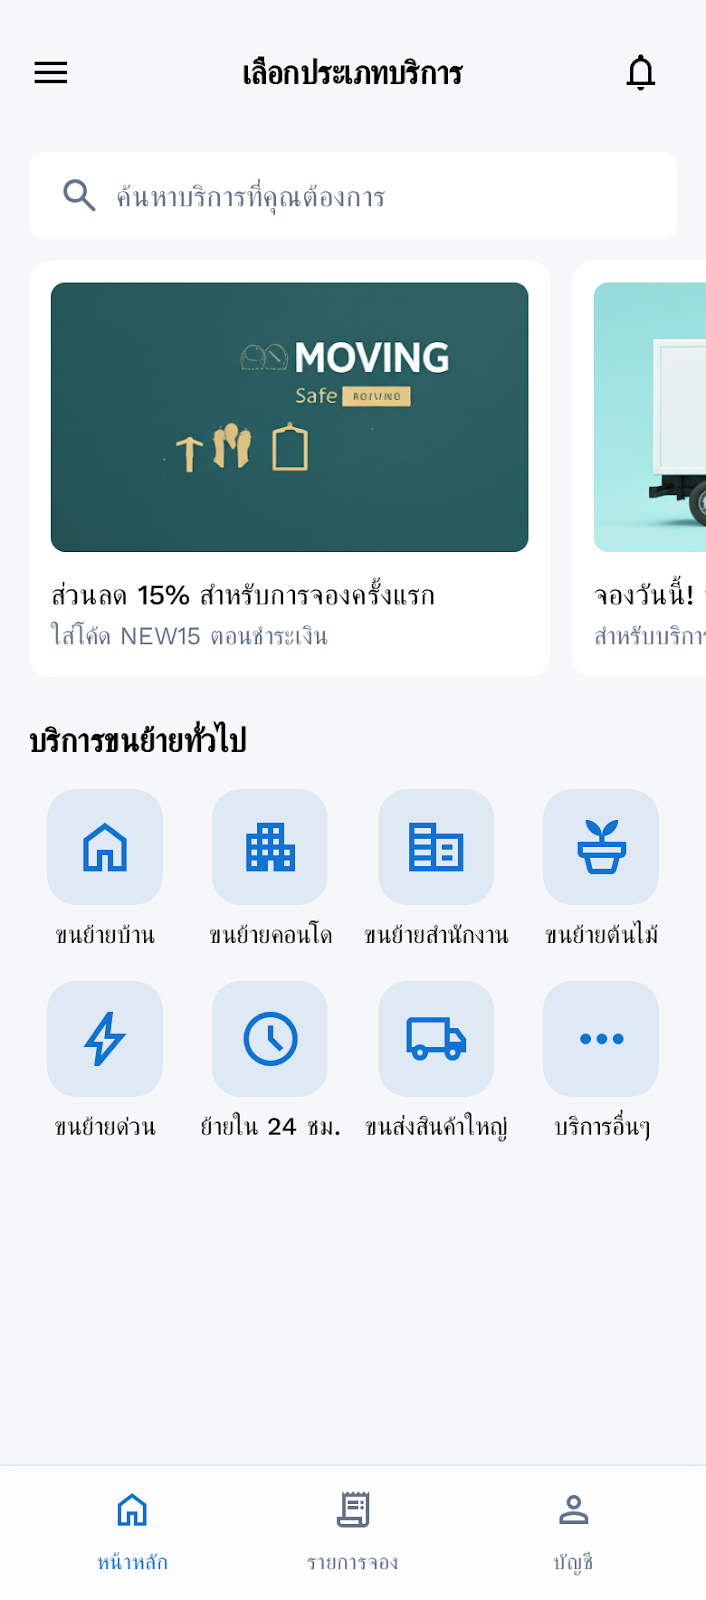 เลือกประเภทบริการ
ค้นหาบริการที่คุณต้องการ
MOVING
Safe
ส่วนลด 15% สำหรับการจองครั้งแรก
ใส่โค้ด NEW15 ตอนชำระเงิน
จองวันนี้!
สำหรับบริการ
บริการขนย้ายทั่วไป
ขนย้ายบ้าน
ขนย้ายคอนโด
ขนย้ายสำนักงาน
ขนย้ายต้นไม้
ขนย้ายด่วน
ย้ายใน 24 ชม.
ขนส่งสินค้าใหญ่
บริการอื่นๆ
หน้าหลัก
รายการจอง
บัญชี